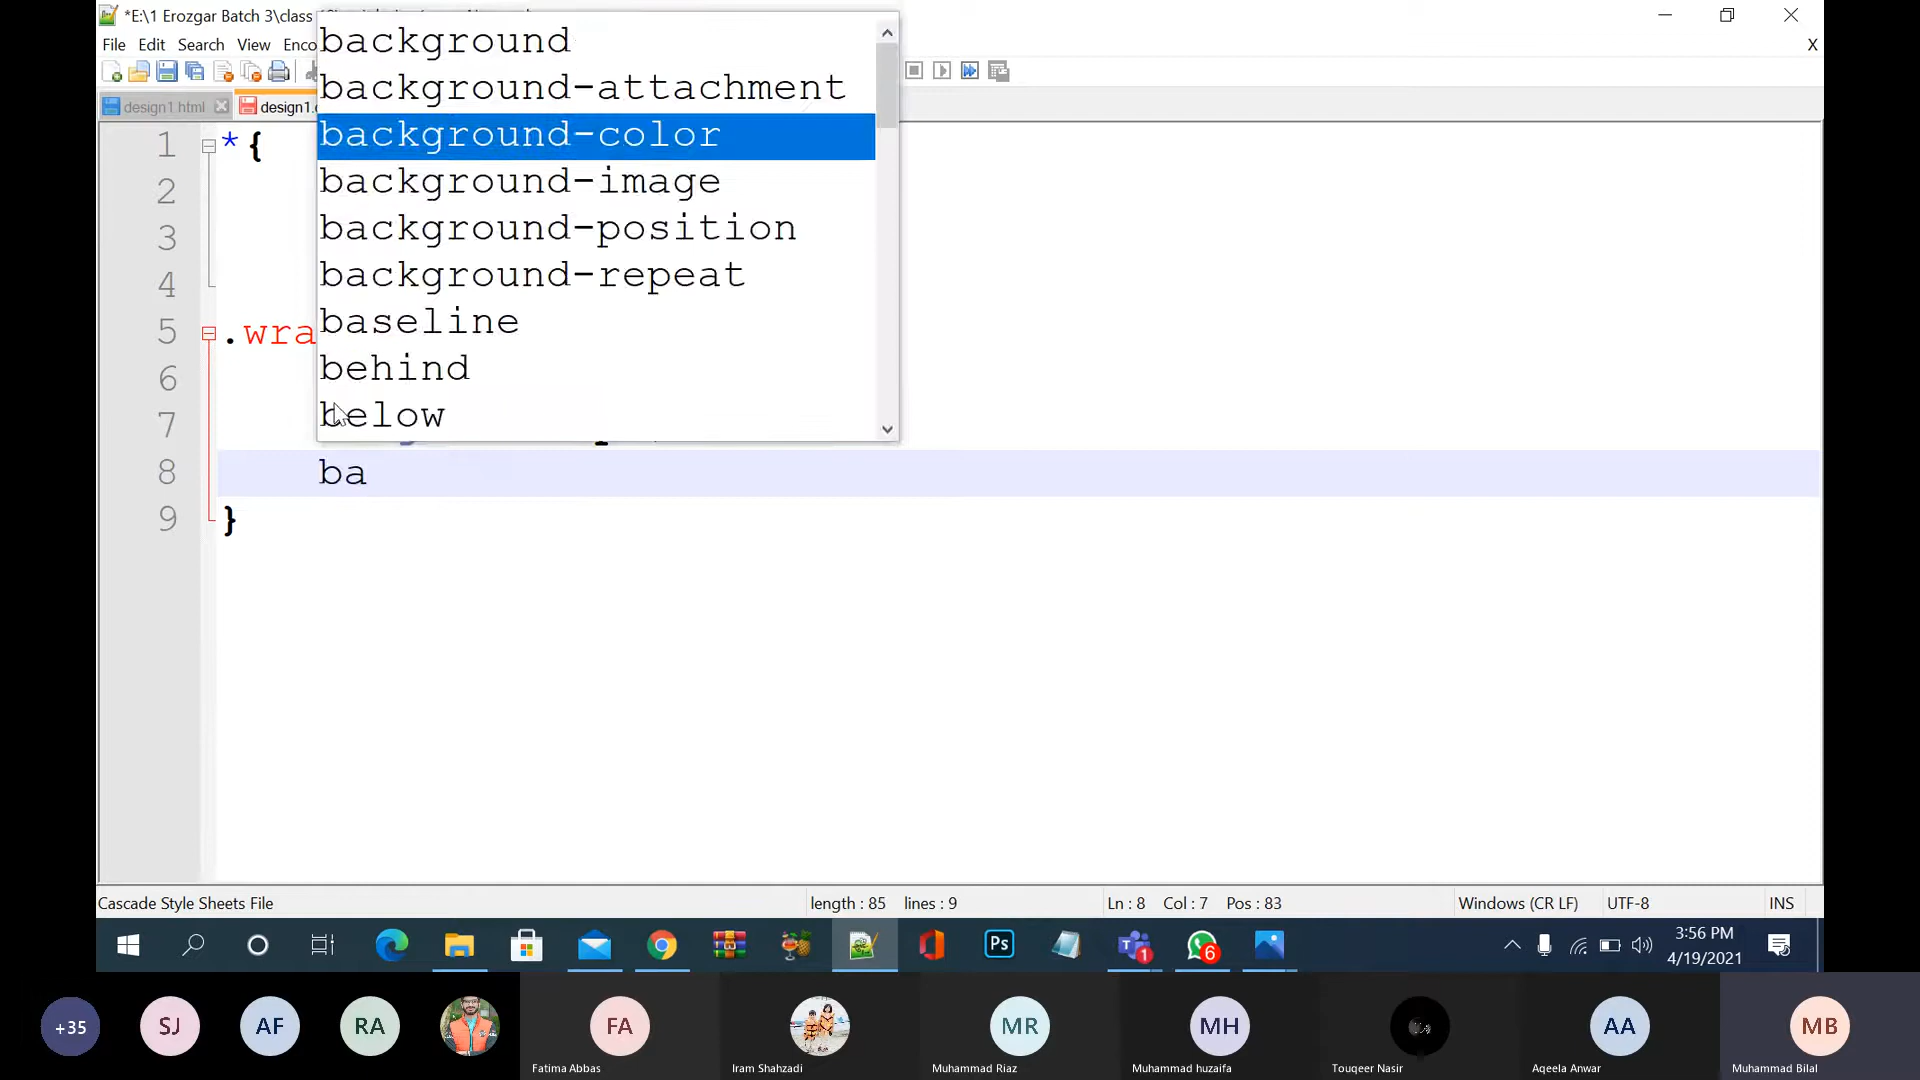 *E:\1 Erozgar Batch 3\class
File Edit Search View Enco
X
design1.html design1.
background
background-attachment
background-color
background-image
background-position
background-repeat
baseline
behind
below
1 * {
2
3
4
5 .wra
6
7
8 ba
9 }
Cascade Style Sheets File length : 85 lines : 9 Ln : 8 Col : 7 Pos : 83 Windows (CR LF) UTF-8 INS
Ps 1 6 3:56 PM
4/19/2021
+35 SJ AF RA FA MR MH AA MB
Fatima Abbas Iram Shahzadi Muhammad Riaz Muhammad huzaifa Touqeer Nasir Aqeela Anwar Muhammad Bilal